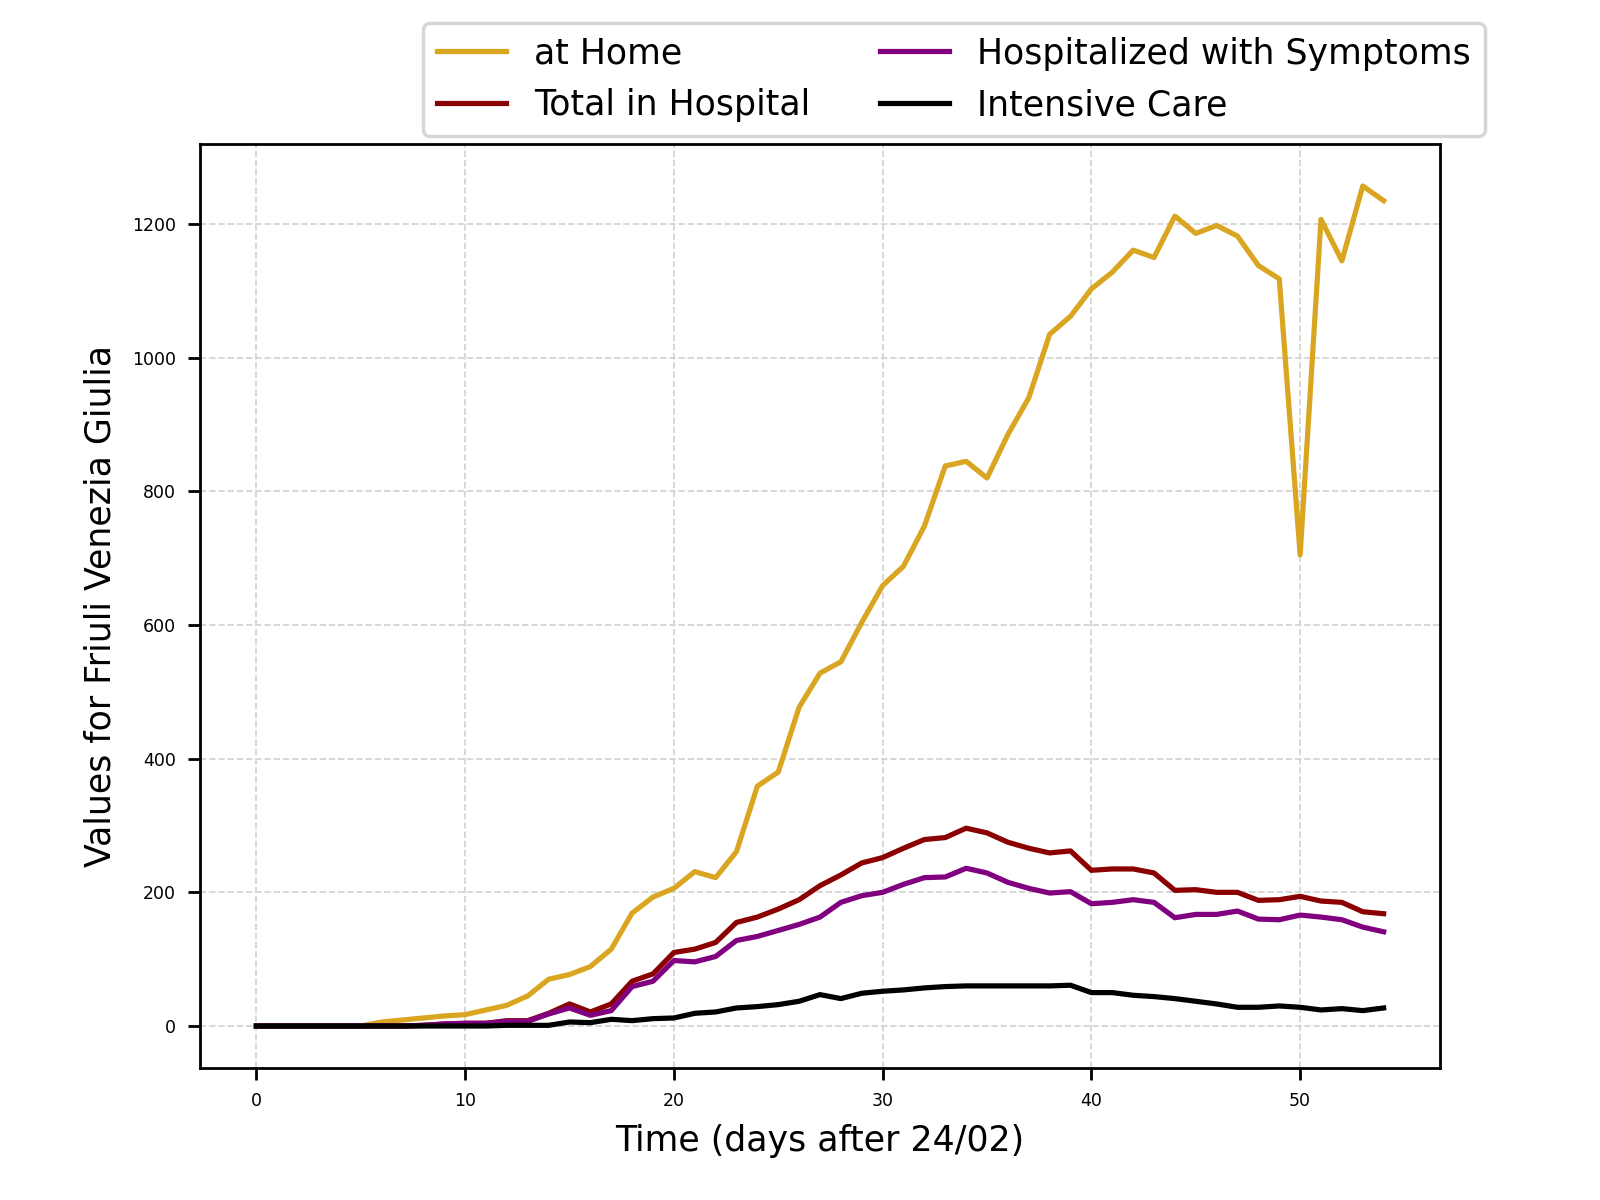 at Home
Total in Hospital
Hospitalized with Symptoms
Intensive Care
Values for Friuli Venezia Giulia
1200
1000
800
600
400
200
0
0 10 20 30 40 50
Time (days after 24/02)